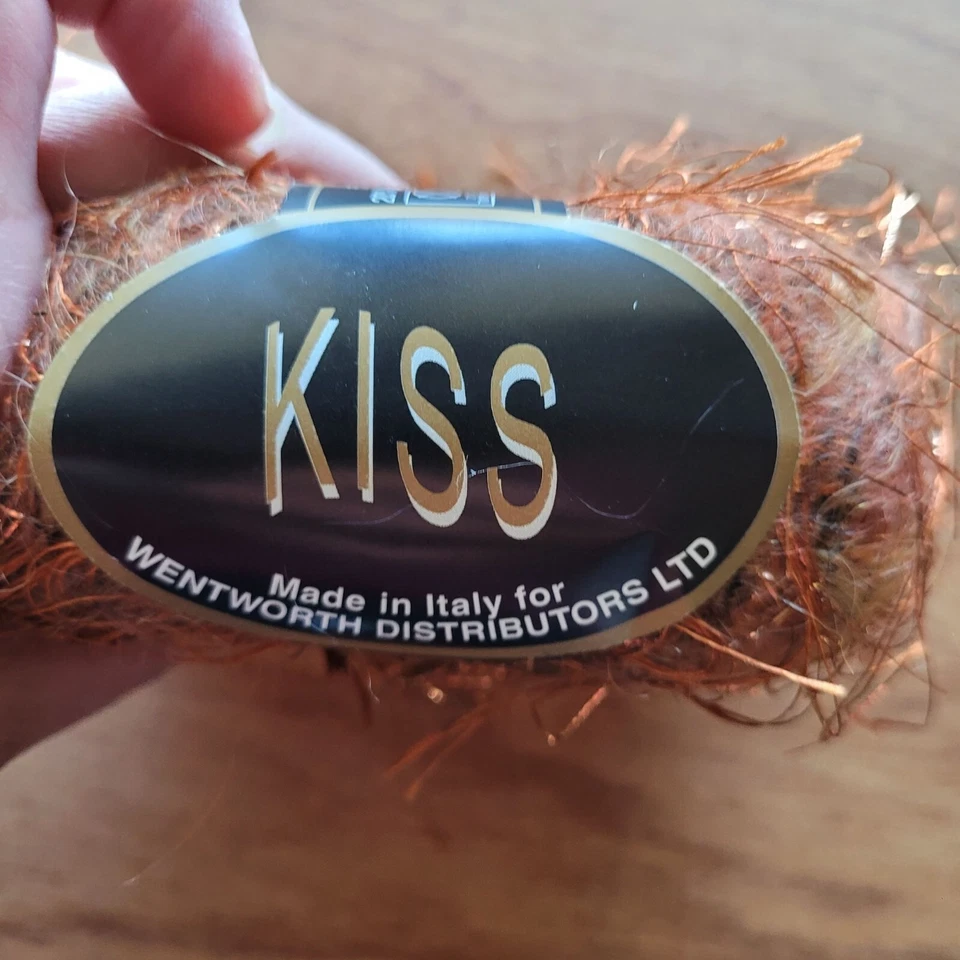 KISS
Made in Italy for
WENTWORTH DISTRIBUTORS LTD